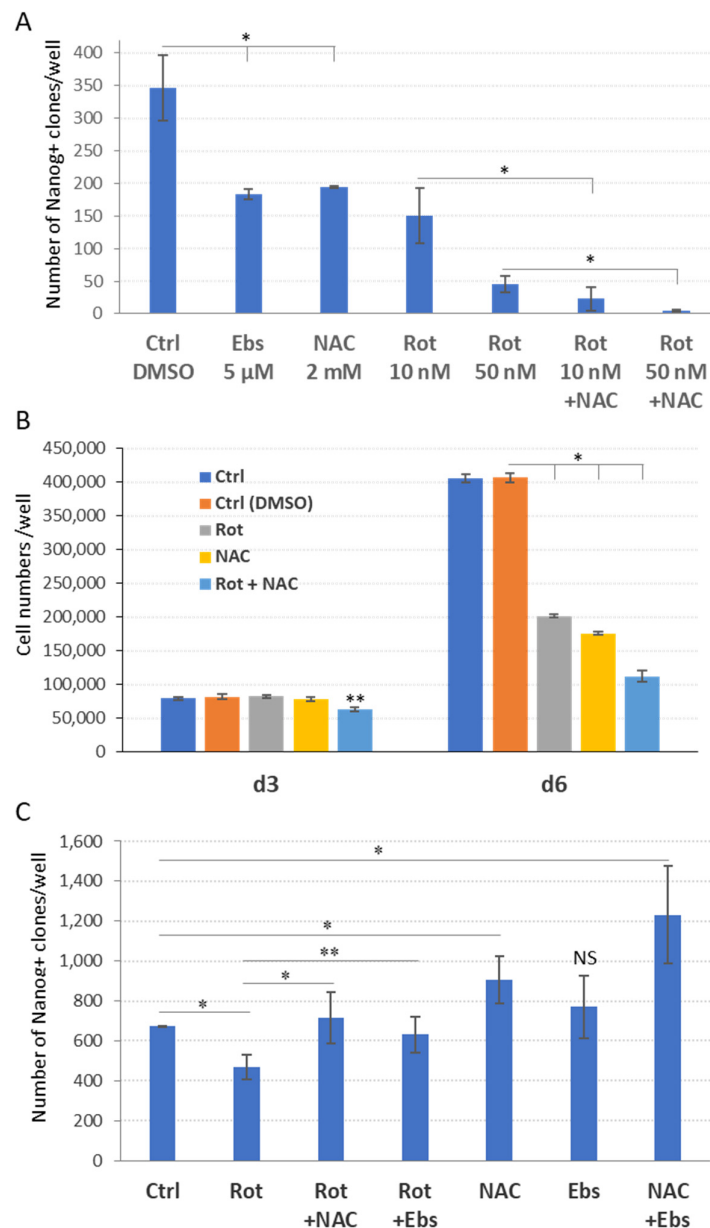 A
Number of Nanog+ clones/well
400
350
300
250
200
150
100
50
0
*
*
*
Ctrl DMSO
Ebs 5 µM
NAC 2 mM
Rot 10 nM
Rot 50 nM
Rot 10 nM +NAC
Rot 50 nM +NAC
B
Cell numbers /well
450,000
400,000
350,000
300,000
250,000
200,000
150,000
100,000
50,000
0
Ctrl
Ctrl (DMSO)
Rot
NAC
Rot + NAC
**
*
d3
d6
C
Number of Nanog+ clones/well
1,600
1,400
1,200
1,000
800
600
400
200
0
*
*
**
*
*
NS
Ctrl
Rot
Rot +NAC
Rot +Ebs
NAC
Ebs
NAC +Ebs